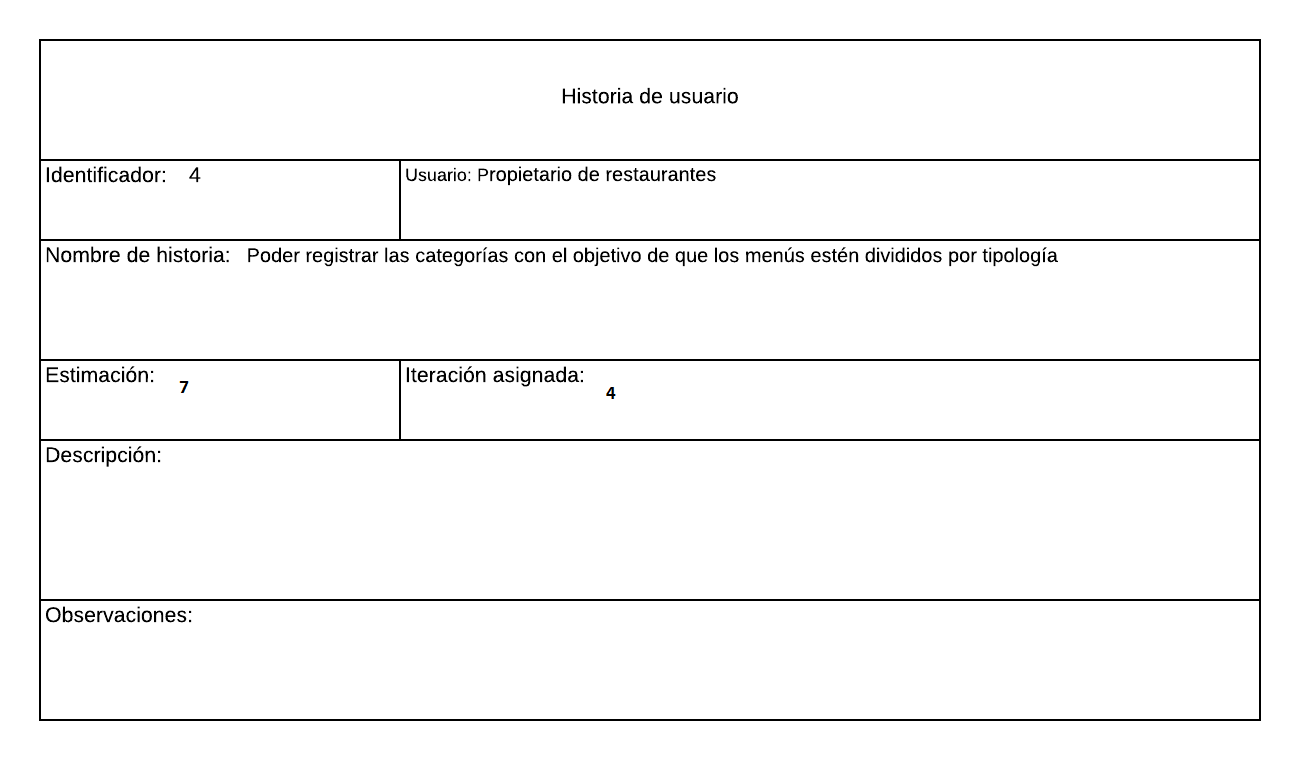 Historia de usuario
Identificador: 4
Usuario: Propietario de restaurantes
Nombre de historia: Poder registrar las categorías con el objetivo de que los menús estén divididos por tipología
Estimación: 7
Iteración asignada: 4
Descripción:
Observaciones: